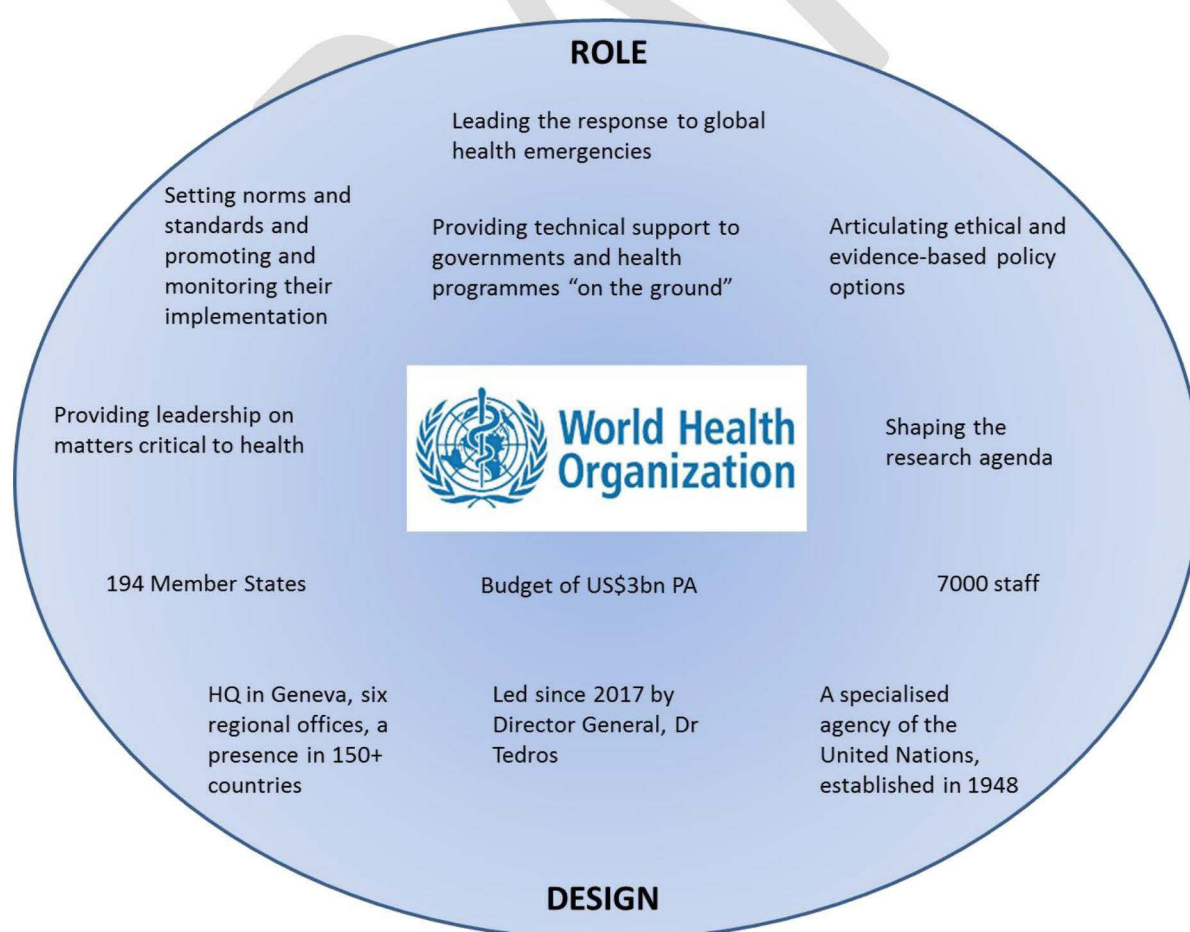 ROLE
Leading the response to global
health emergencies
Setting norms and
standards and
promoting and
monitoring their
implementation
Providing technical support to
governments and health
programmes “on the ground”
Articulating ethical and
evidence-based policy
options
Providing leadership on
matters critical to health
World Health
Organization
Shaping the
research agenda
194 Member States
Budget of US$3bn PA
7000 staff
HQ in Geneva, six
regional offices, a
presence in 150+
countries
Led since 2017 by
Director General, Dr
Tedros
A specialised
agency of the
United Nations,
established in 1948
DESIGN